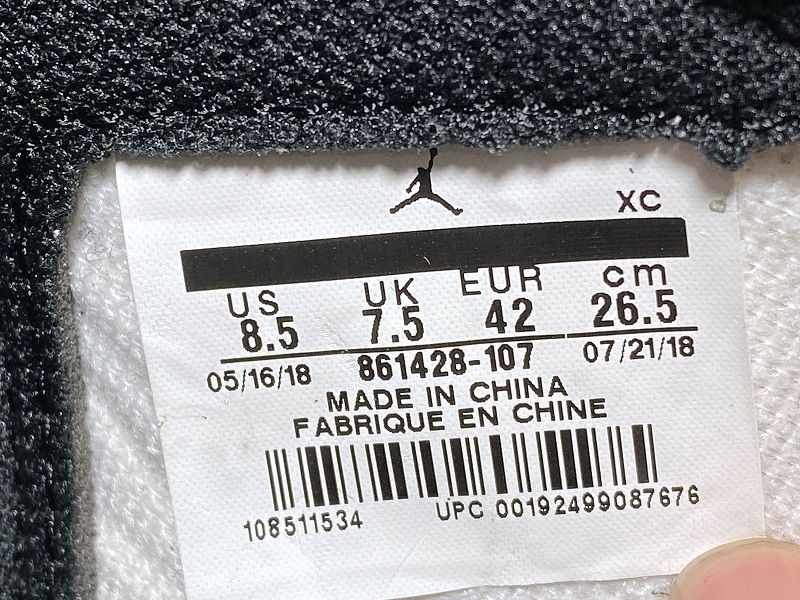 XC
US UK EUR cm
8.5 7.5 42 26.5
05/16/18 861428-107 07/21/18
MADE IN CHINA
FABRIQUE EN CHINE
108511534 UPC 00192499087676